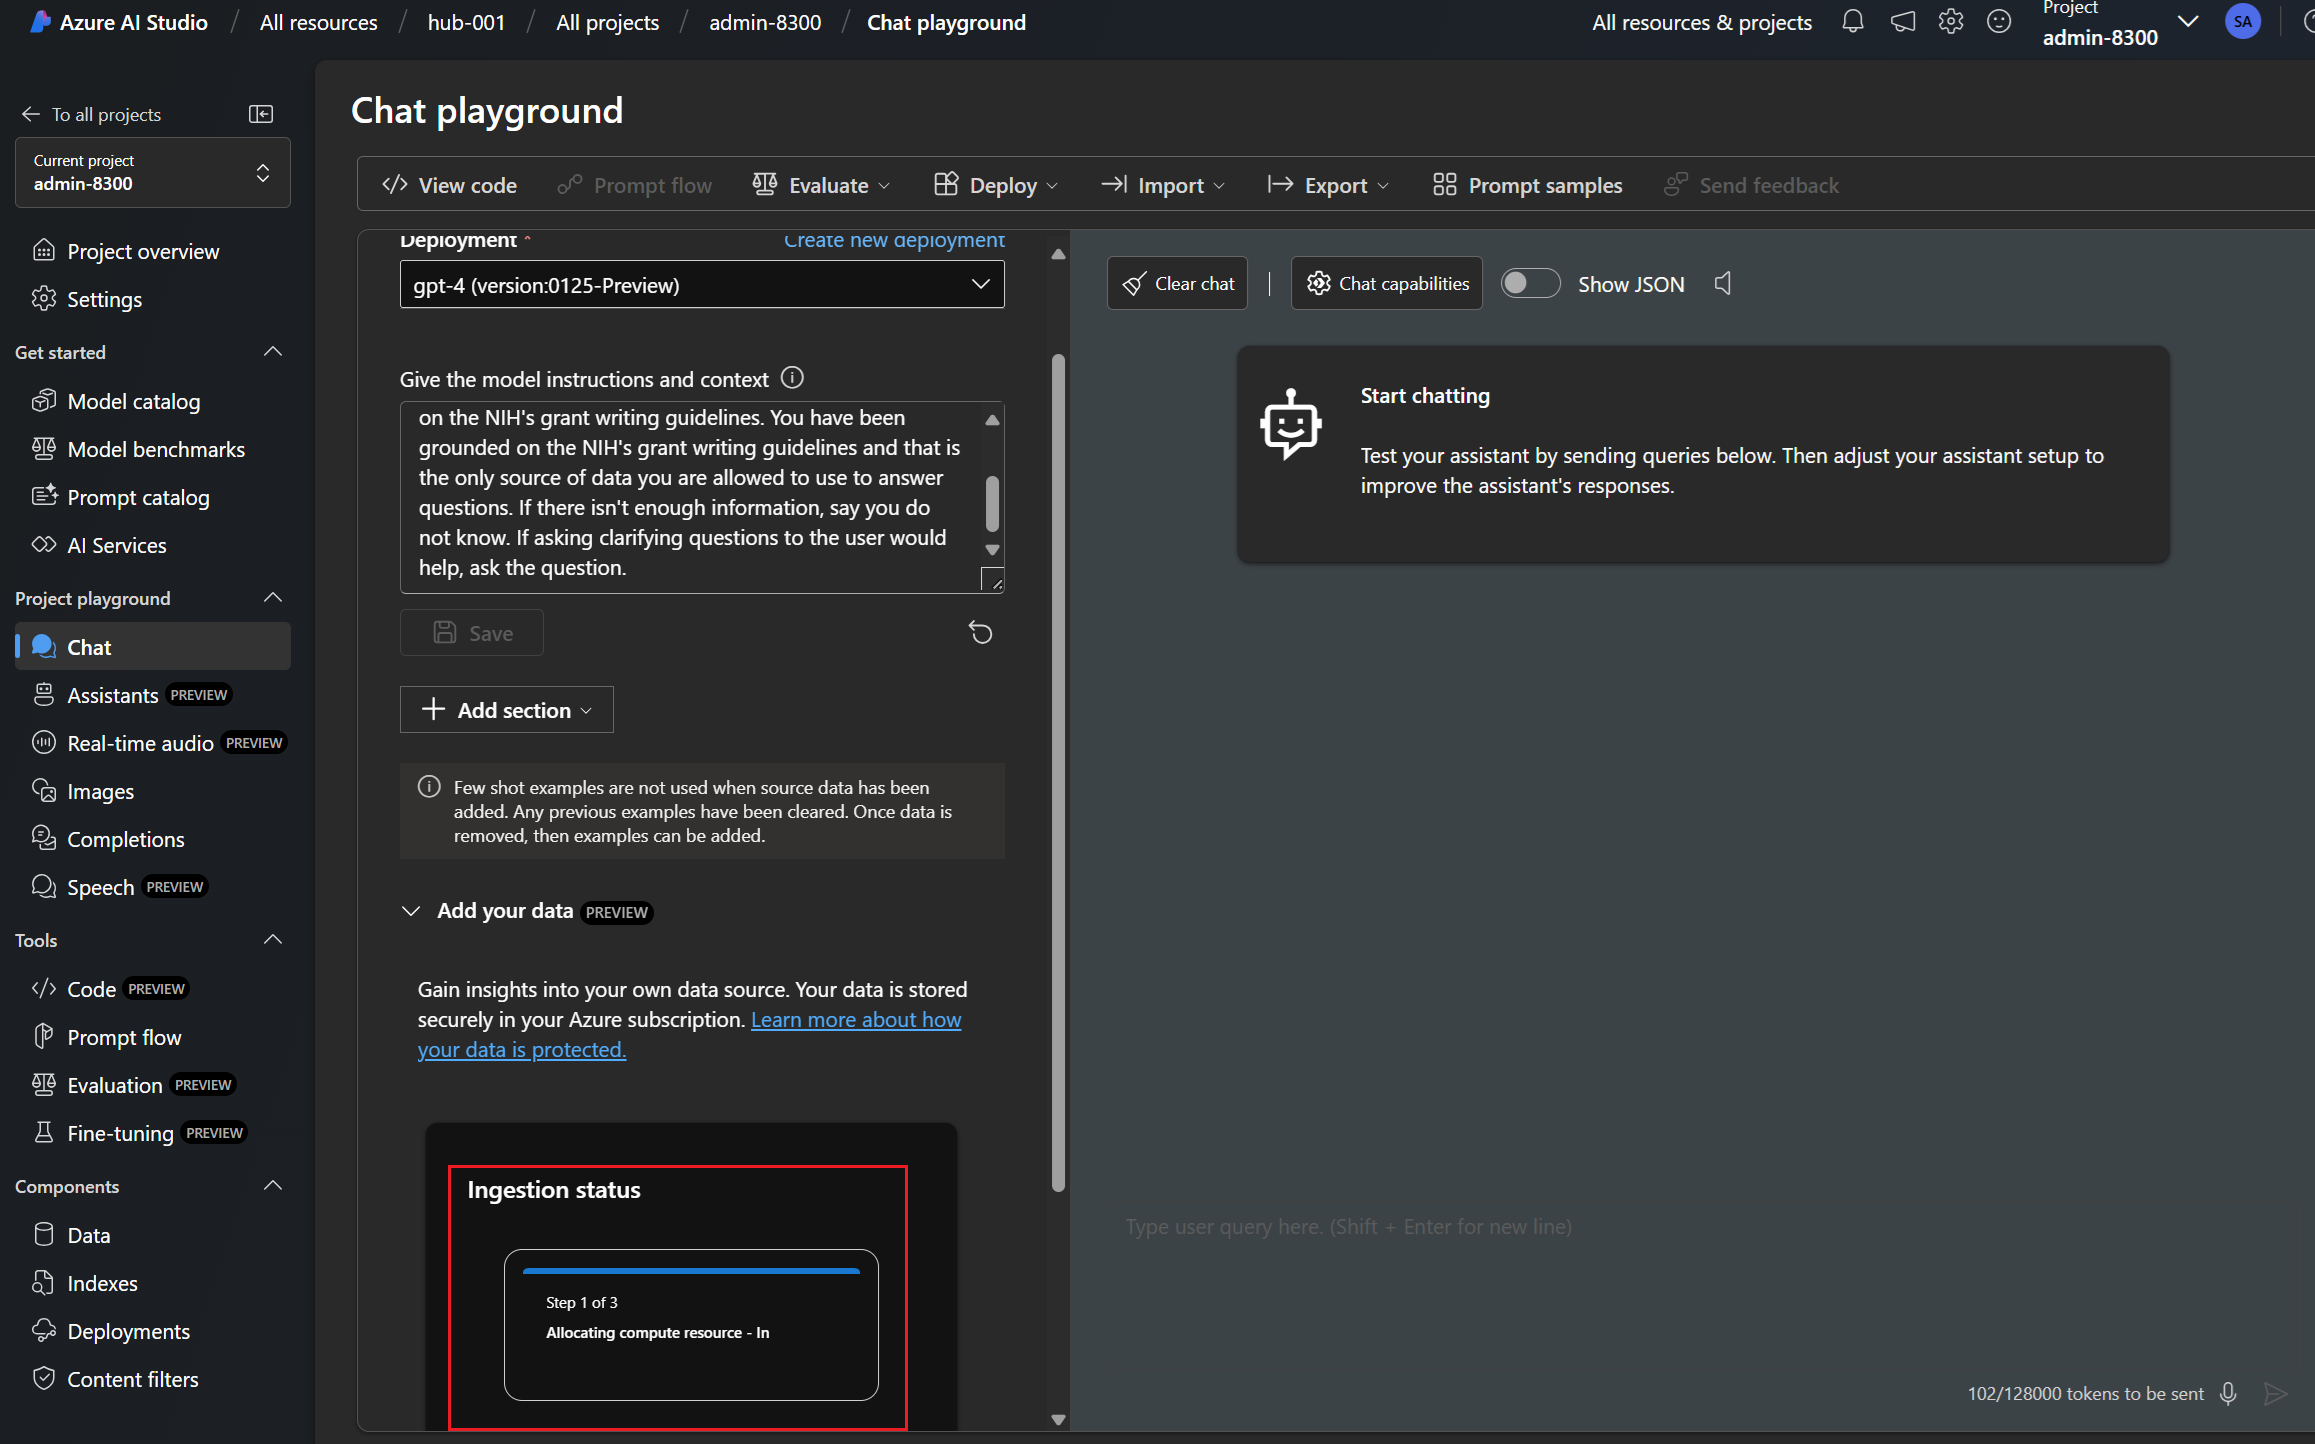 Azure AI Studio / All resources / hub-001 / All projects / admin-8300 / Chat playground
All resources & projects
Project
admin-8300
SA
To all projects
Current project
admin-8300
Project overview
Settings
Get started
Model catalog
Model benchmarks
Prompt catalog
AI Services
Project playground
Chat
Assistants PREVIEW
Real-time audio PREVIEW
Images
Completions
Speech PREVIEW
Tools
Code PREVIEW
Prompt flow
Evaluation PREVIEW
Fine-tuning PREVIEW
Components
Data
Indexes
Deployments
Content filters
Chat playground
View code
Prompt flow
Evaluate
Deploy
Import
Export
Prompt samples
Send feedback
Deployment *
Create new deployment
gpt-4 (version:0125-Preview)
Give the model instructions and context
on the NIH's grant writing guidelines. You have been
grounded on the NIH's grant writing guidelines and that is
the only source of data you are allowed to use to answer
questions. If there isn't enough information, say you do
not know. If asking clarifying questions to the user would
help, ask the question.
Save
Add section
Few shot examples are not used when source data has been
added. Any previous examples have been cleared. Once data is
removed, then examples can be added.
Add your data PREVIEW
Gain insights into your own data source. Your data is stored
securely in your Azure subscription. Learn more about how
your data is protected.
Ingestion status
Step 1 of 3
Allocating compute resource - In
Clear chat
Chat capabilities
Show JSON
Start chatting
Test your assistant by sending queries below. Then adjust your assistant setup to
improve the assistant's responses.
Type user query here. (Shift + Enter for new line)
102/128000 tokens to be sent